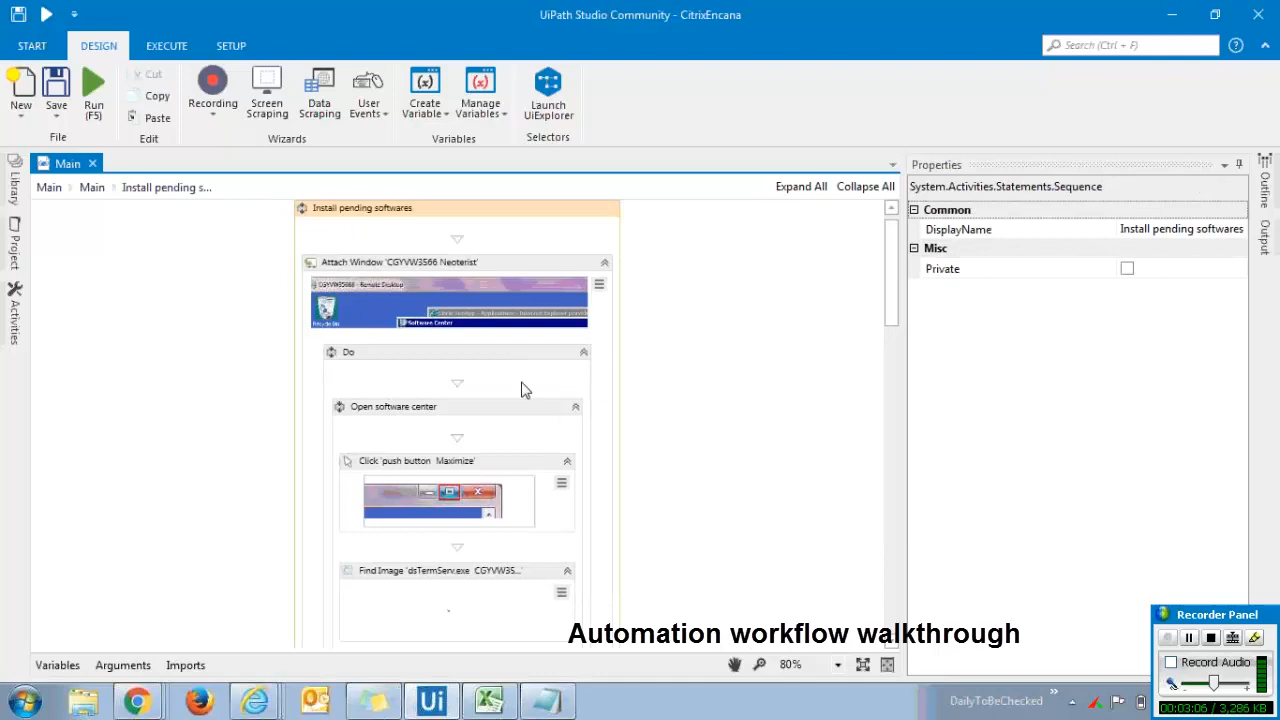 UiPath Studio Community - CitrixEncana
START DESIGN EXECUTE SETUP
Search (Ctrl + F)
New
Save
Run
(F5)
Cut
Copy
Paste
Recording
Screen
Scraping
Data
Scraping
User
Events
Create
Variable
Manage
Variables
Launch
UiExplorer
File
Edit
Wizards
Variables
Selectors
Main
Main Main Install pending s...
Expand All Collapse All
Library
Project
Activities
Install pending softwares
Attach Window 'CGYVW3566 Neoterist'
Software Center
Do
Open software center
Click 'push button Maximize'
Find Image 'dsTermServ.exe CGYVW35...'
Properties
System.Activities.Statements.Sequence
Common
DisplayName Install pending softwares
Misc
Private
Outline
Output
Automation workflow walkthrough
Variables Arguments Imports
80%
Recorder Panel
Record Audio
00:03:06 / 3,286 KB
DailyToBeChecked
Ui